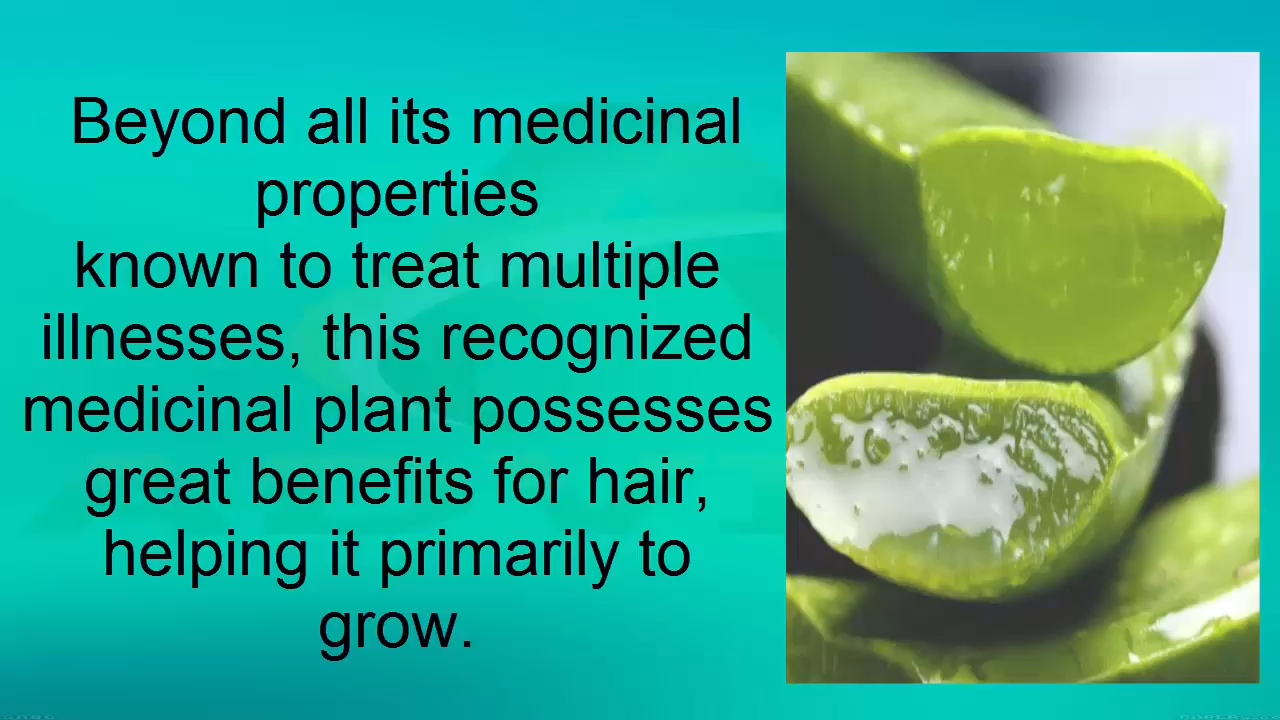 Beyond all its medicinal
properties
known to treat multiple
illnesses, this recognized
medicinal plant possesses
great benefits for hair,
helping it primarily to
grow.